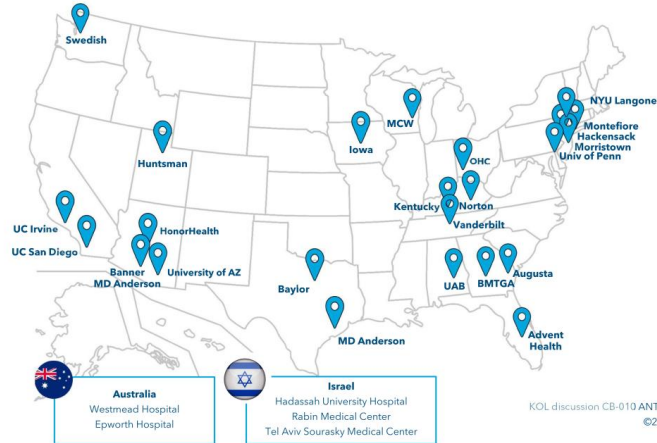 Swedish
NYU Langone
MCW
Iowa
Montefiore
Hackensack
Morristown
Univ of Penn
Huntsman
OHC
Kentucky
Norton
Vanderbilt
UC Irvine
HonorHealth
UC San Diego
Banner
MD Anderson
University of AZ
Baylor
UAB
BMTGA
Augusta
MD Anderson
Advent
Health
Australia
Westmead Hospital
Epworth Hospital
Israel
Hadassah University Hospital
Rabin Medical Center
Tel Aviv Sourasky Medical Center
KOL discussion CB-010 ANT
©2